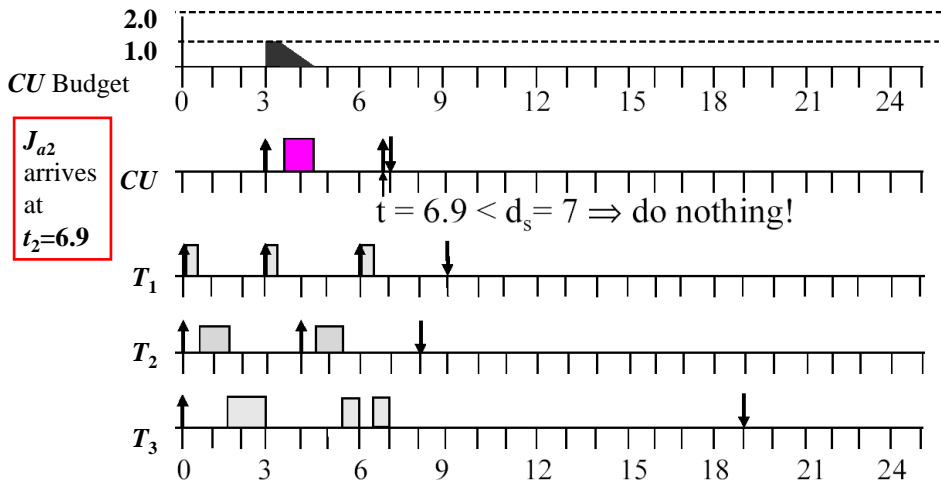 2.0
1.0
CU Budget
0 3 6 9 12 15 18 21 24
J_{a2}
arrives
at
t_2=6.9
CU
t = 6.9 < d_s= 7 ⇒ do nothing!
T_1
T_2
T_3
0 3 6 9 12 15 18 21 24